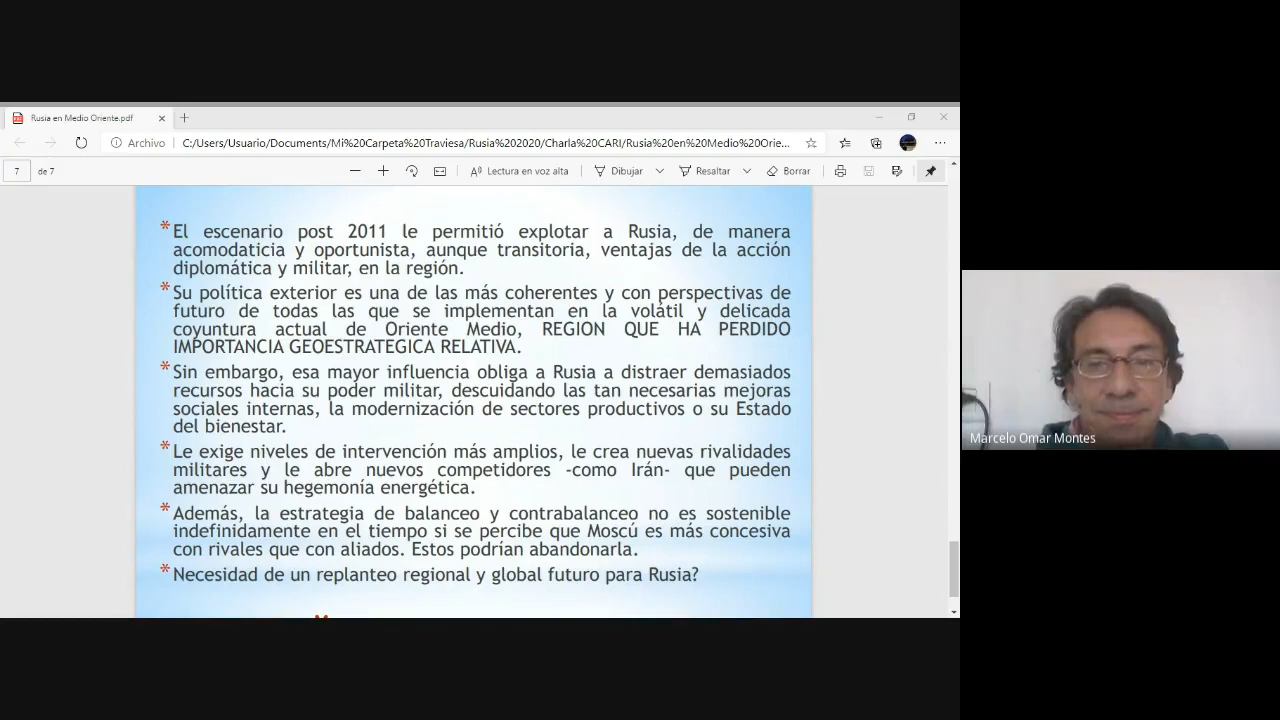 Rusia en Medio Oriente.pdf
Archivo
C:/Users/Usuario/Documents/Mi%20Carpeta%20Traviesa/Rusia%202020/Charla%20CARI/Rusia%20en%20Medio%20Orie...
7 de 7
Lectura en voz alta
Dibujar
Resaltar
Borrar
*El escenario post 2011 le permitió explotar a Rusia, de manera
acomodaticia y oportunista, aunque transitoria, ventajas de la acción
diplomática y militar, en la región.
*Su política exterior es una de las más coherentes y con perspectivas de
futuro de todas las que se implementan en la volátil y delicada
coyuntura actual de Oriente Medio, REGION QUE HA PERDIDO
IMPORTANCIA GEOESTRATEGICA RELATIVA.
*Sin embargo, esa mayor influencia obliga a Rusia a distraer demasiados
recursos hacia su poder militar, descuidando las tan necesarias mejoras
sociales internas, la modernización de sectores productivos o su Estado
del bienestar.
*Le exige niveles de intervención más amplios, le crea nuevas rivalidades
militares y le abre nuevos competidores -como Irán- que pueden
amenazar su hegemonía energética.
*Además, la estrategia de balanceo y contrabalanceo no es sostenible
indefinidamente en el tiempo si se percibe que Moscú es más concesiva
con rivales que con aliados. Estos podrían abandonarla.
*Necesidad de un replanteo regional y global futuro para Rusia?
Marcelo Omar Montes